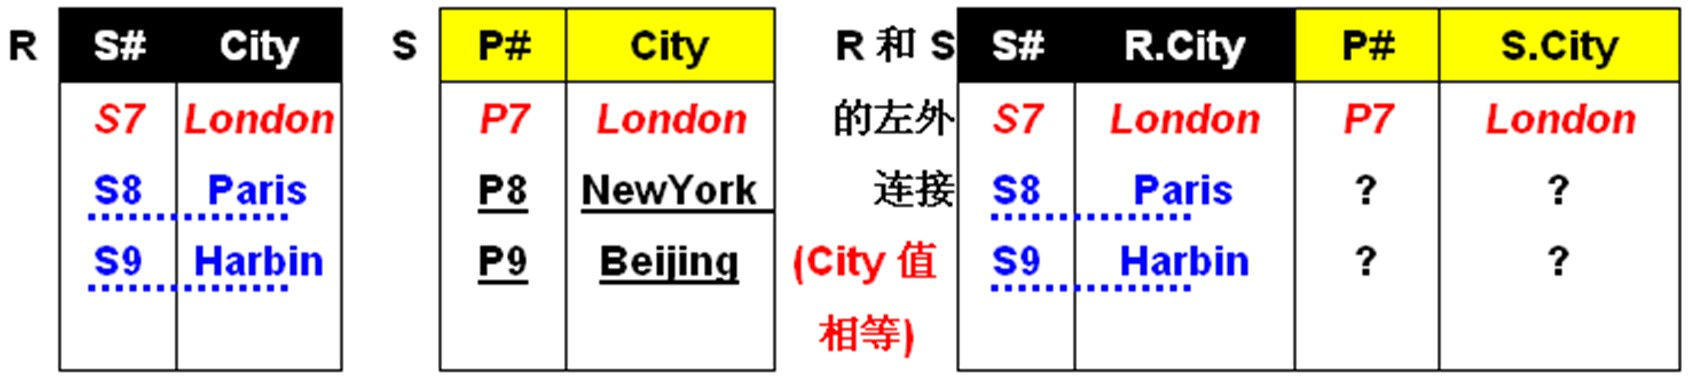 R S# City S P# City R 和 S S# R.City P# S.City
S7 London P7 London 的左外 S7 London P7 London
S8 Paris P8 NewYork 连接 S8 Paris ? ?
S9 Harbin P9 Beijing (City 值 S9 Harbin ? ?
相等)